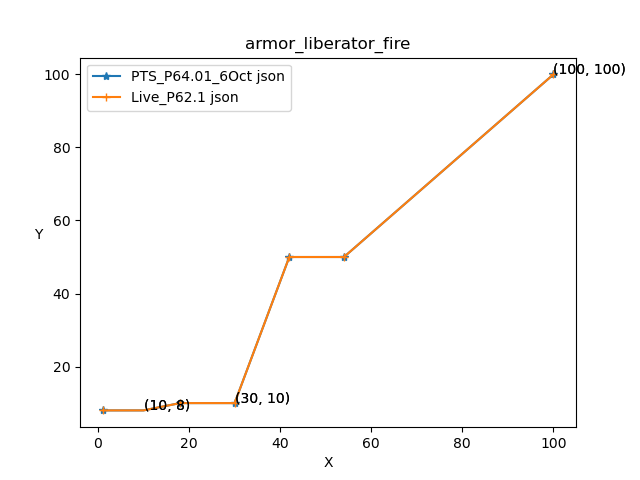 armor_liberator_fire
PTS_P64.01_6Oct json
Live_P62.1 json
(100, 100)
(30, 10)
(10, 8)
Y
100
80
60
40
20
0
20
40
60
80
100
X